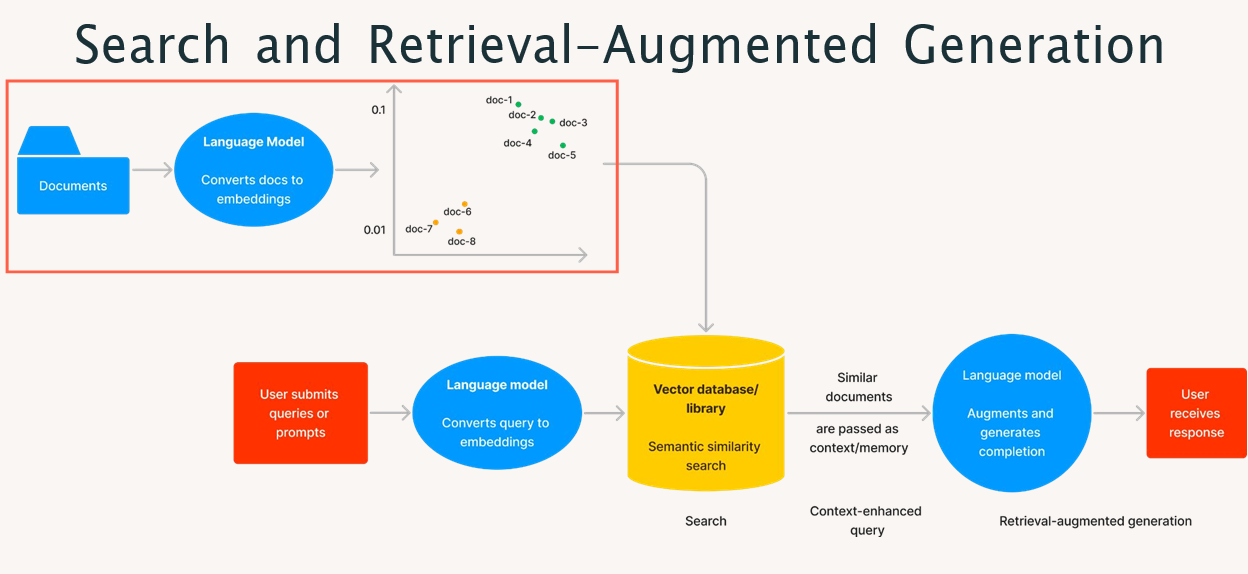 Search and Retrieval-Augmented Generation
Documents
Language Model
Converts docs to
embeddings
0.1
0.01
doc-1
doc-2
doc-3
doc-4
doc-5
doc-6
doc-7
doc-8
User submits
queries or
prompts
Language model
Converts query to
embeddings
Vector database/
library
Semantic similarity
search
Similar
documents
are passed as
context/memory
Language model
Augments and
generates
completion
User
receives
response
Search
Context-enhanced
query
Retrieval-augmented generation